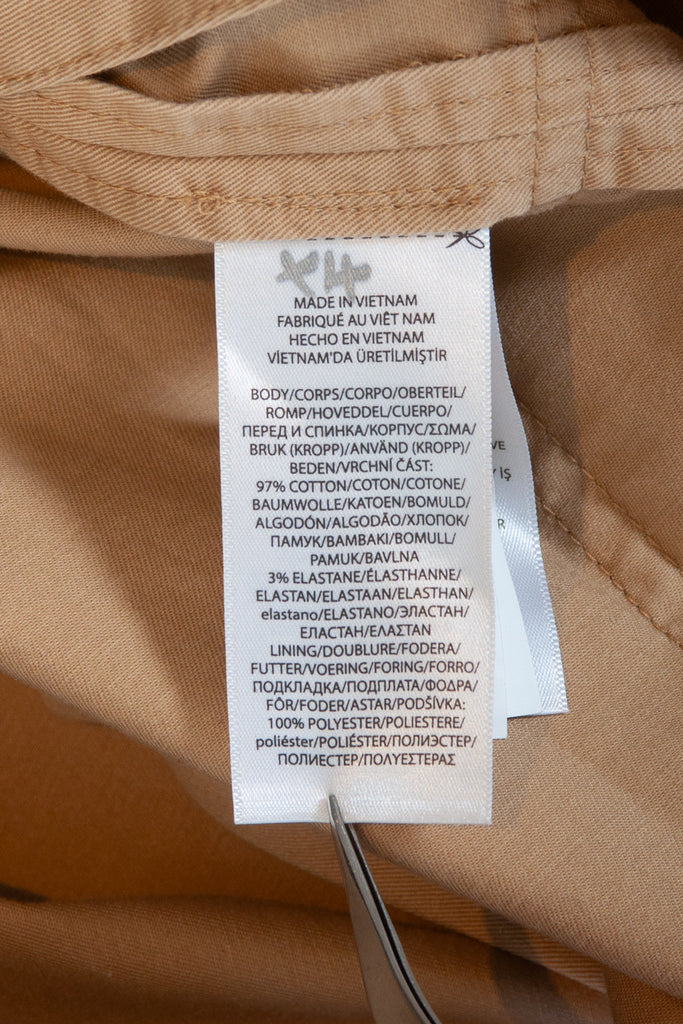 MADE IN VIETNAM
FABRIQUÉ AU VIÊT NAM
HECHO EN VIETNAM
VİETNAM'DA ÜRETİLMİŞTİR
BODY/CORPS/CORPO/OBERTEIL/
ROMP/HOVEDDEL/CUERPO/
ПЕРЕД И СПИНКА/КОРПУС/ΣΩΜΑ/
BRUK (KROPP)/ANVÄND (KROPP)/
BEDEN/VRCHNÍ ČÁST:
97% COTTON/COTON/COTONE/
BAUMWOLLE/KATOEN/BOMULD/
ALGODÓN/ALGODÃO/ХЛОПОК/
ПАМУК/ΒΑΜΒΑΚΙ/BOMULL/
PAMUK/BAVLNA
3% ELASTANE/ÉLASTHANNE/
ELASTAN/ELASTAAN/ELASTHAN/
elastano/ELASTANO/ЭЛАСТАН/
ЕЛАСТАН/ΕΛΑΣΤΑΝ
LINING/DOUBLURE/FODERA/
FUTTER/VOERING/FORING/FORRO/
ПОДКЛАДКА/ПОДПЛАТА/ΦΟΔΡΑ/
FÔR/FODER/ASTAR/PODŠÍVKA:
100% POLYESTER/POLIESTERE/
poliéster/POLIÉSTER/ПОЛИЭСТЕР/
ПОЛИЕСТЕР/ΠΟΛΥΕΣΤΕΡΑΣ
VE
İŞ
R